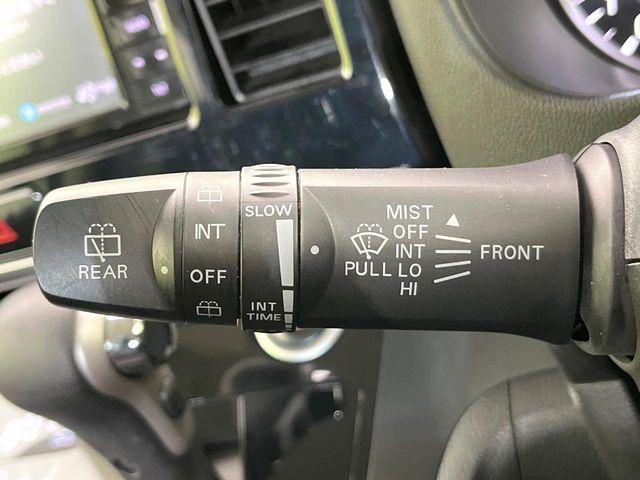 REAR
INT
OFF
SLOW
INT
TIME
PULL
MIST
OFF
INT
LO
HI
FRONT